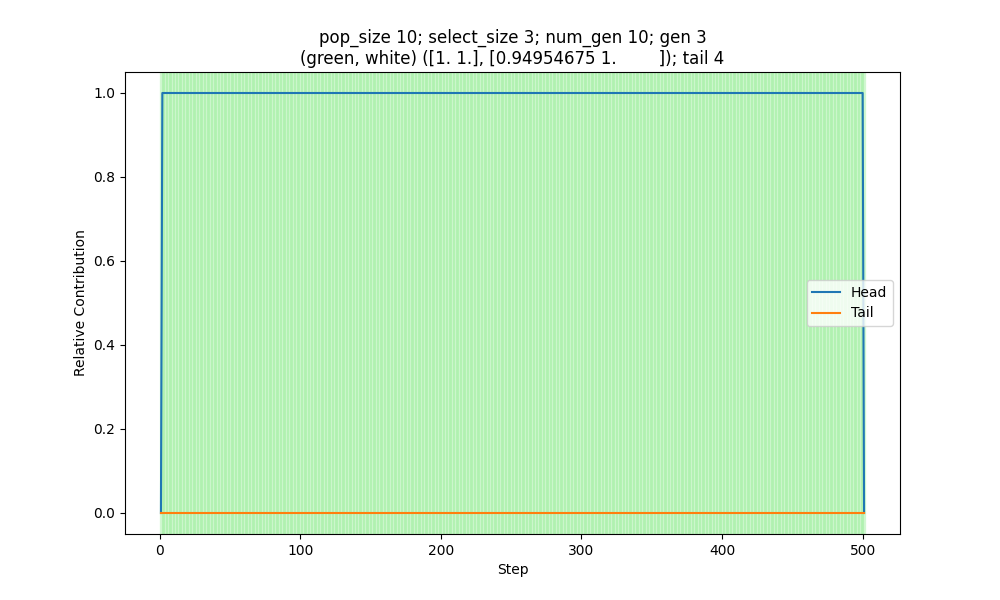 pop_size 10; select_size 3; num_gen 10; gen 3
(green, white) ([1. 1.], [0.94954675 1.         ]); tail 4
1.0
0.8
0.6
0.4
0.2
0.0
Relative Contribution
Head
Tail
0 100 200 300 400 500
Step